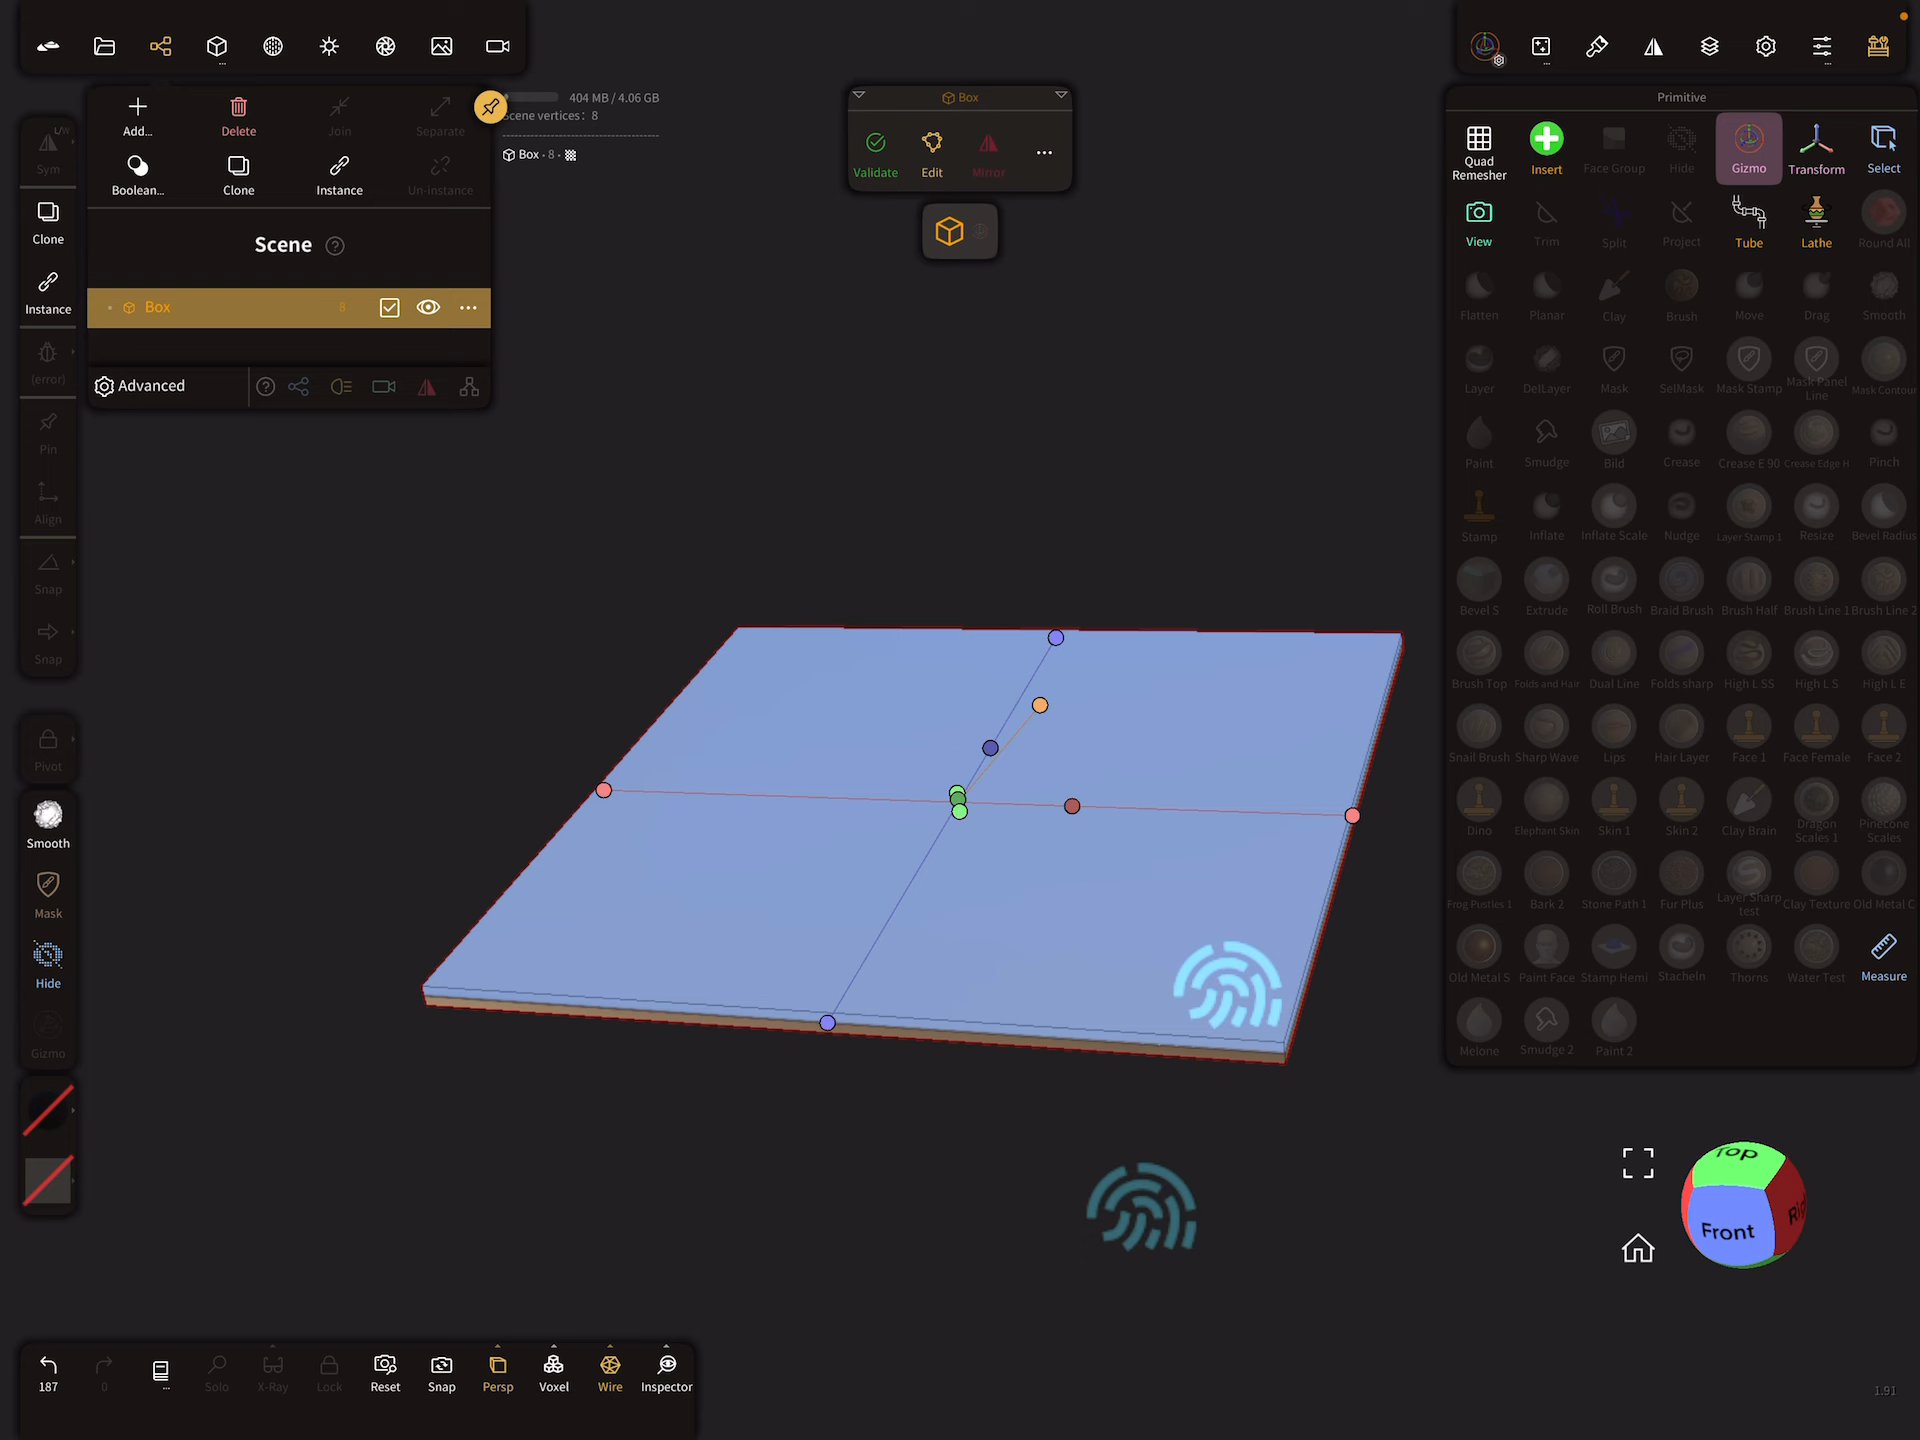 Add...
Delete
Join
Separate
Boolean...
Clone
Instance
Un-instance
Scene ?
Box 8
Advanced
404 MB / 4.06 GB
Scene vertices: 8
Box · 8 ·
Box
Validate
Edit
Mirror
L/W
Sym
Clone
Instance
(error)
Pin
Align
Snap
Snap
Pivot
Smooth
Mask
Hide
Gizmo
Primitive
Quad Remesher
Insert
Face Group
Hide
Gizmo
Transform
Select
View
Trim
Split
Project
Tube
Lathe
Round All
Flatten
Planar
Clay
Brush
Move
Drag
Smooth
Layer
DelLayer
Mask
SelMask
Mask Stamp
Mask Panel Line
Mask Contour
Paint
Smudge
Bild
Crease
Crease E 90
Crease Edge H
Pinch
Stamp
Inflate
Inflate Scale
Nudge
Layer Stamp 1
Resize
Bevel Radius
Bevel S
Extrude
Roll Brush
Braid Brush
Brush Half
Brush Line 1
Brush Line 2
Brush Top
Folds and Hair
Dual Line
Folds sharp
High L SS
High L S
High L E
Snail Brush
Sharp Wave
Lips
Hair Layer
Face 1
Face Female
Face 2
Dino
Elephant Skin
Skin 1
Skin 2
Clay Brain
Dragon Scales 1
Pinecone Scales
Frog Pustles 1
Bark 2
Stone Path 1
Fur Plus
Layer Sharp test
Clay Texture
Old Metal C
Old Metal S
Paint Face
Stamp Hemi
Stacheln
Thorns
Water Test
Measure
Melone
Smudge 2
Paint 2
Top
Front
187
0
Solo
X-Ray
Lock
Reset
Snap
Persp
Voxel
Wire
Inspector
1.91